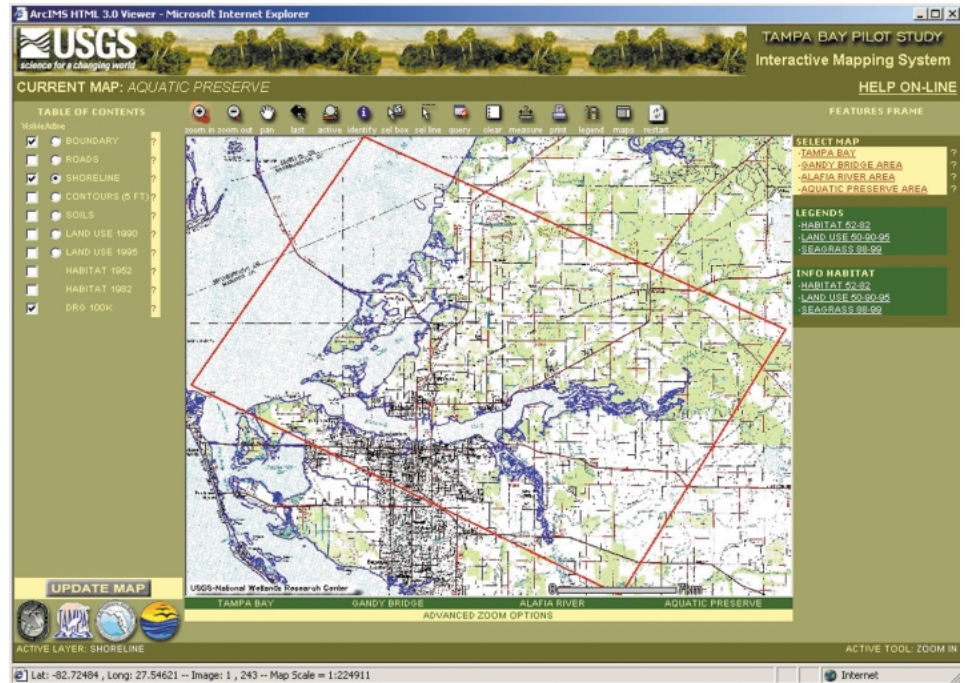 ArcIMS HTML 3.0 Viewer - Microsoft Internet Explorer
USGS
science for a changing world
TAMPA BAY PILOT STUDY
Interactive Mapping System
CURRENT MAP: AQUATIC PRESERVE
HELP ON-LINE
TABLE OF CONTENTS
Visible Active
BOUNDARY ?
ROADS ?
SHORELINE ?
CONTOURS (5 FT) ?
SOILS ?
LAND USE 1990 ?
LAND USE 1995 ?
HABITAT 1952 ?
HABITAT 1982 ?
DRG 100K ?
UPDATE MAP
zoom in zoom out pan last active identify sel box sel line query clear measure print legend maps restart
FEATURES FRAME
SELECT MAP
-TAMPA BAY ?
-GANDY BRIDGE AREA ?
-ALAFIA RIVER AREA ?
-AQUATIC PRESERVE AREA ?
LEGENDS
-HABITAT 52-82
-LAND USE 50-90-95
-SEAGRASS 88-99
INFO HABITAT
-HABITAT 52-82
-LAND USE 50-90-95
-SEAGRASS 88-99
USGS-National Wetlands Research Center
0 7km
TAMPA BAY GANDY BRIDGE ALAFIA RIVER AQUATIC PRESERVE
ADVANCED ZOOM OPTIONS
ACTIVE LAYER: SHORELINE
ACTIVE TOOL: ZOOM IN
Lat: -82.72484 , Long: 27.54621 -- Image: 1 , 243 -- Map Scale = 1:224911
Internet